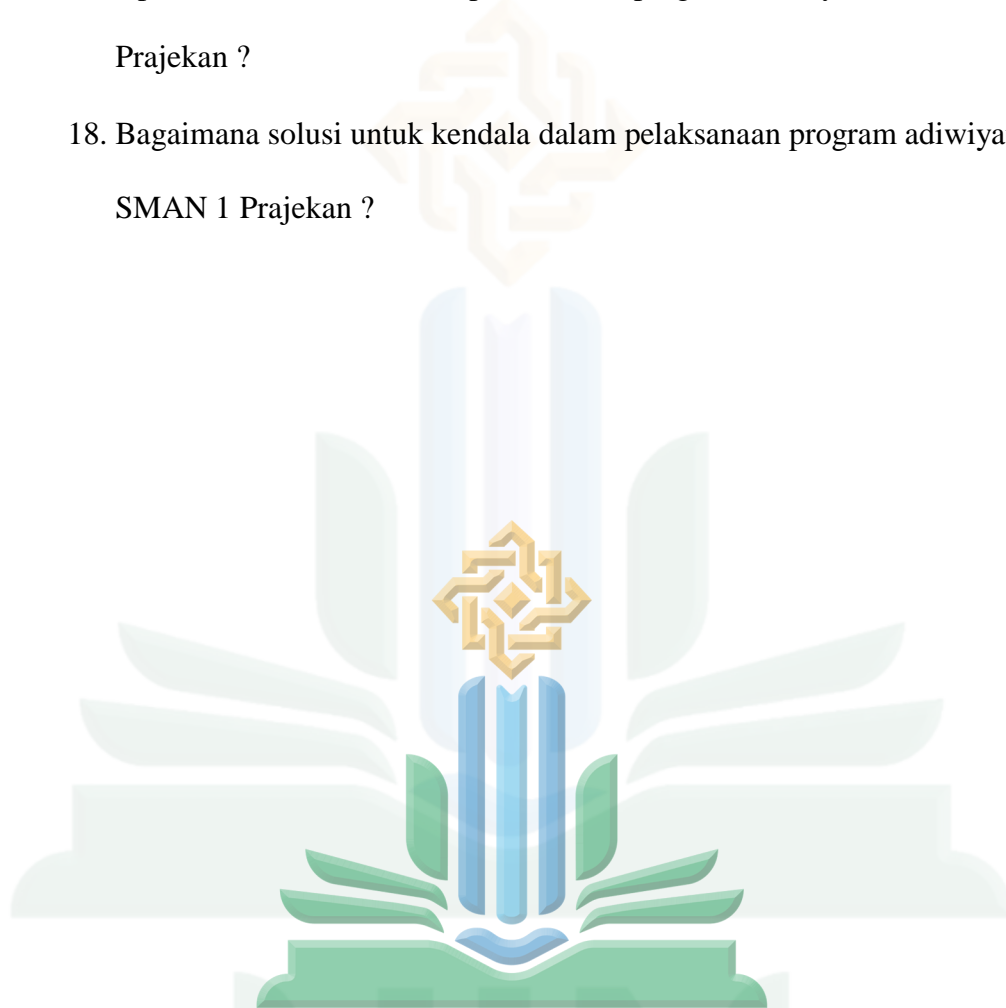 Prajekan ?
18. Bagaimana solusi untuk kendala dalam pelaksanaan program adiwiya
SMAN 1 Prajekan ?